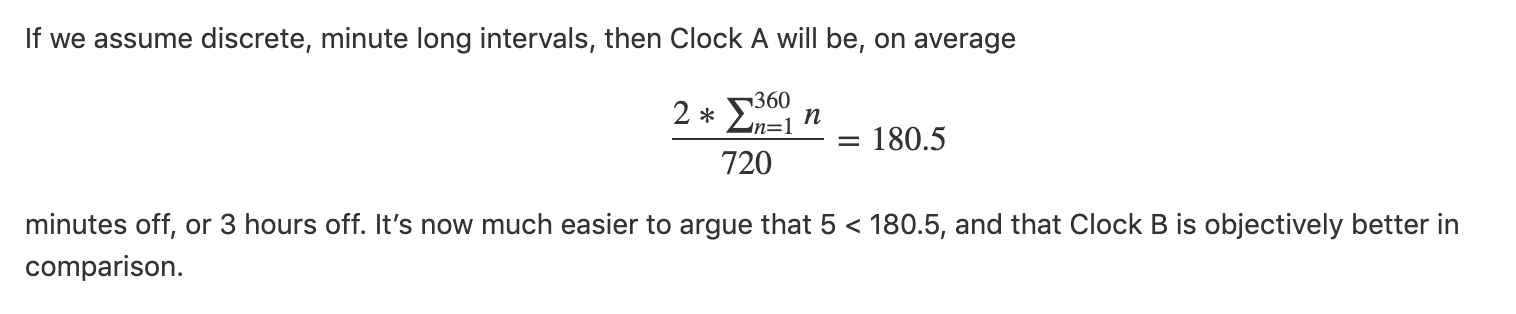 If we assume discrete, minute long intervals, then Clock A will be, on average
2 * ∑_{n=1}^{360} n / 720 = 180.5
minutes off, or 3 hours off. It’s now much easier to argue that 5 < 180.5, and that Clock B is objectively better in
comparison.